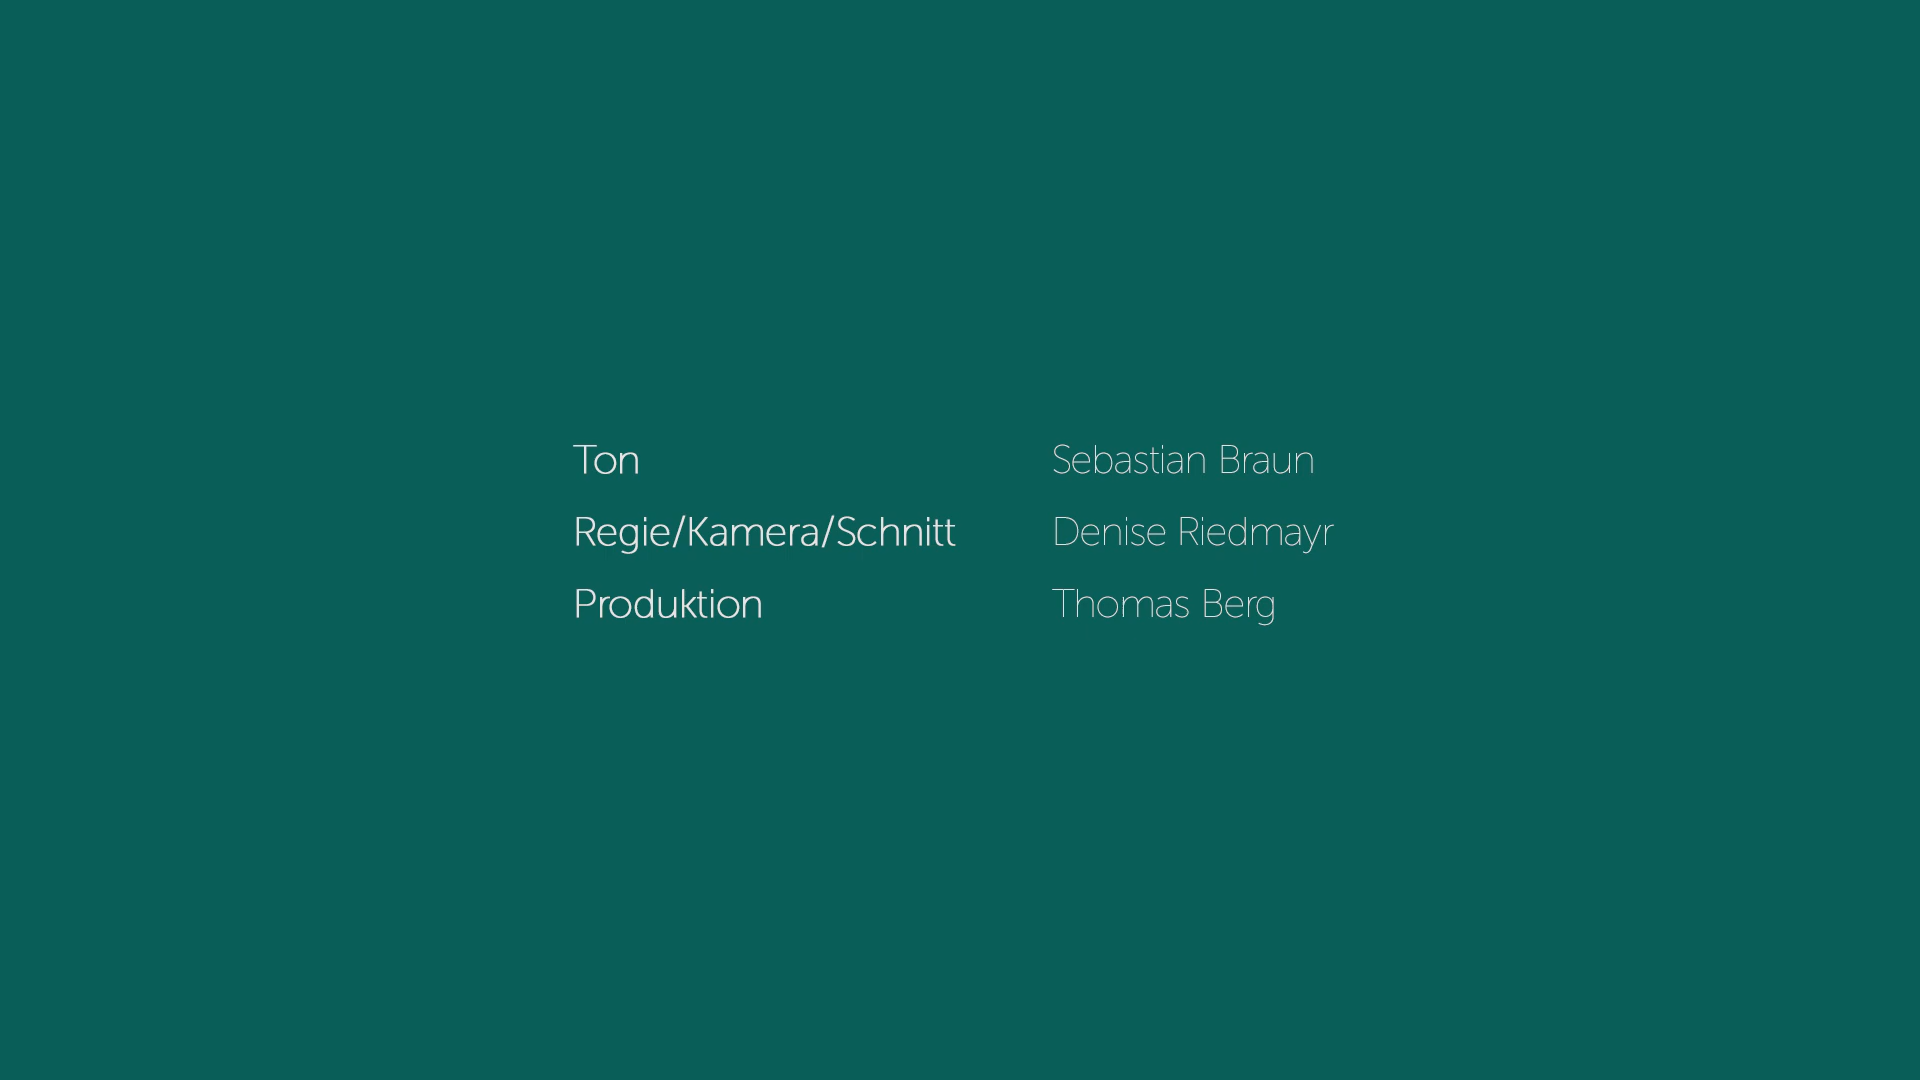 Ton Sebastian Braun
Regie/Kamera/Schnitt Denise Riedmayr
Produktion Thomas Berg